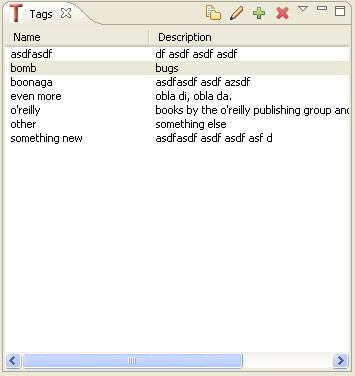 Tags
Name Description
asdfasdf df asdf asdf asdf
bomb bugs
boonaga asdfasdf asdf azsdf
even more obla di, obla da.
o'reilly books by the o'reilly publishing group and
other something else
something new asdfasdf asdf asdf asf d